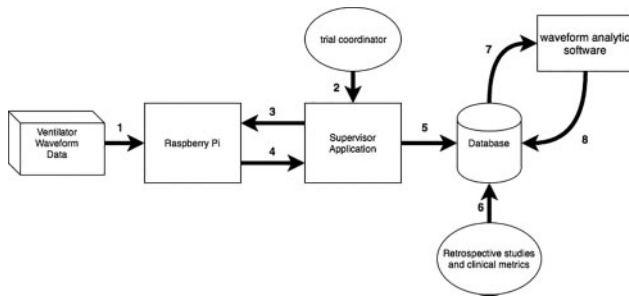 trial coordinator
7
waveform analytic
software
2
1
3
5
8
Ventilator
Waveform
Data
Raspberry Pi
Supervisor
Application
Database
4
6
Retrospective studies
and clinical metrics